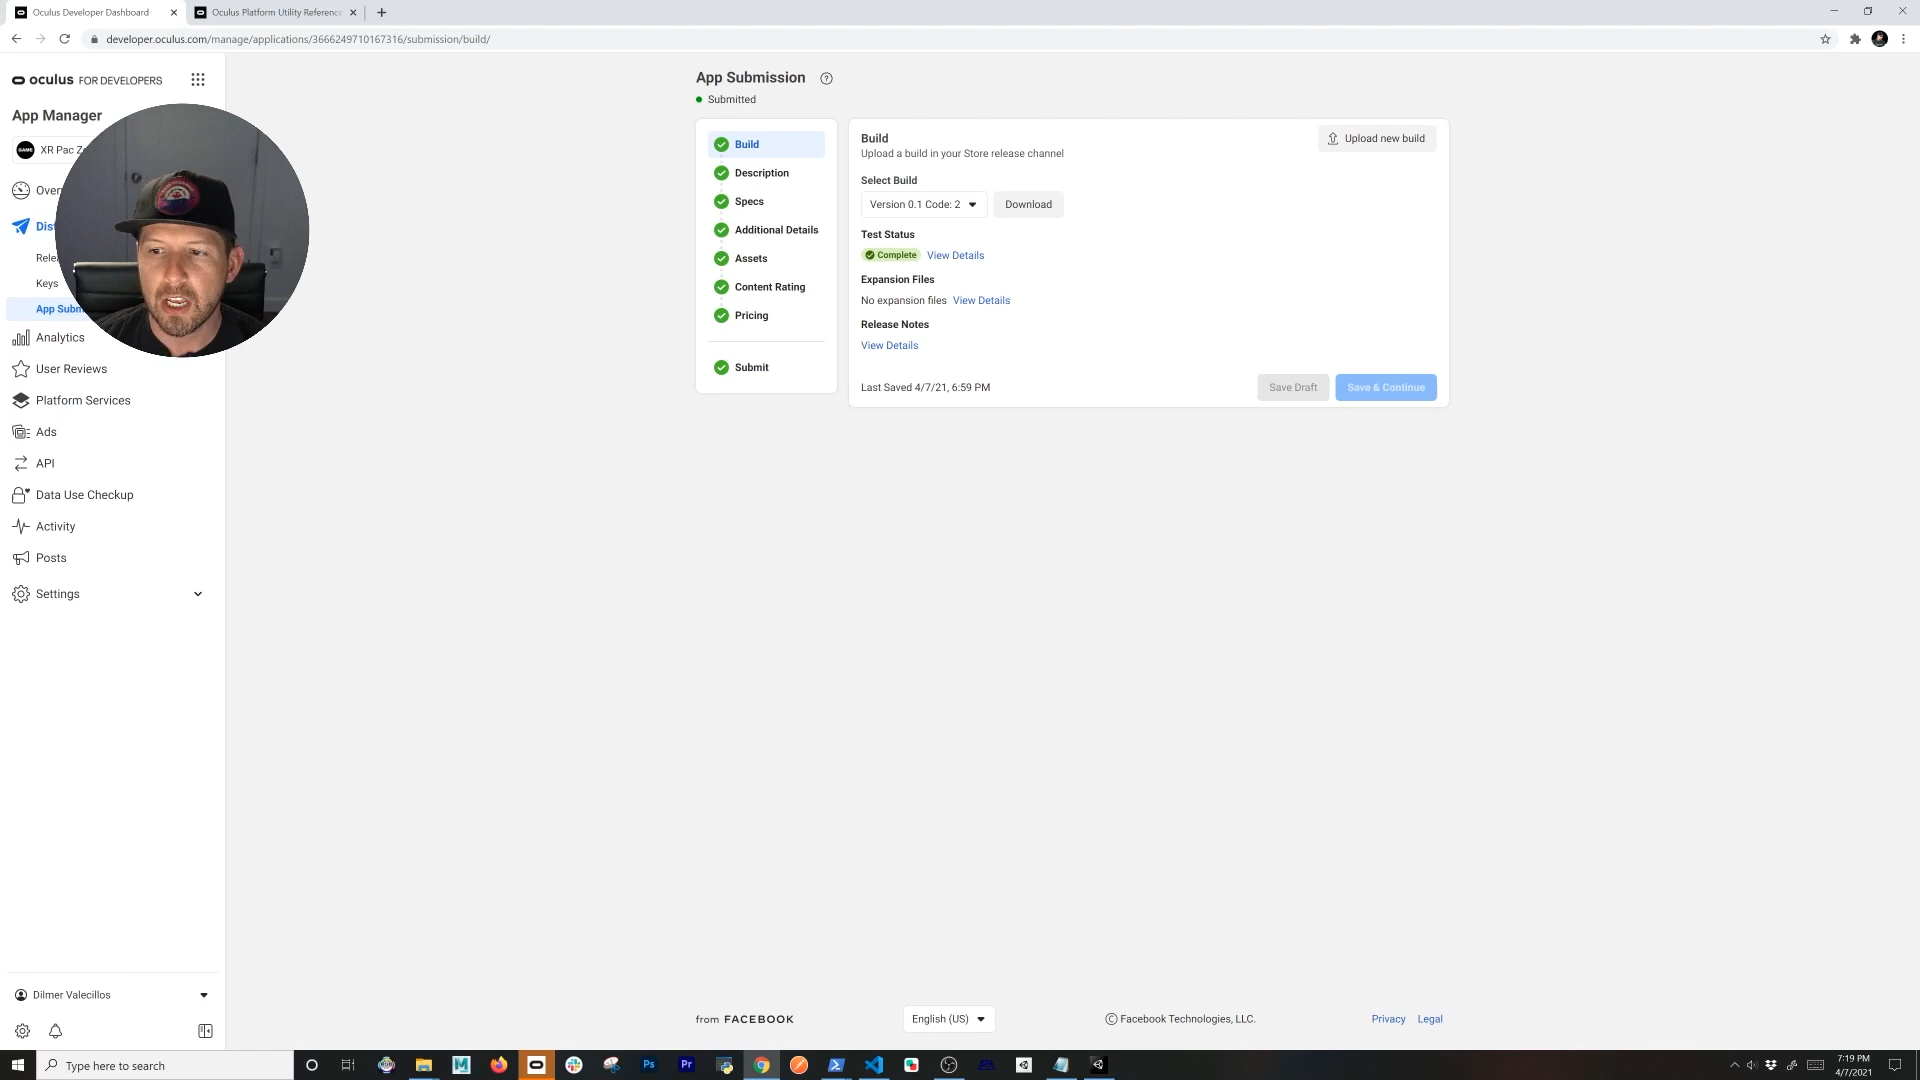 Oculus Developer Dashboard
Oculus Platform Utility Reference
developer.oculus.com/manage/applications/3666249710167316/submission/build/
oculus FOR DEVELOPERS
App Manager
GAME XR Pac
Keys
Analytics
User Reviews
Platform Services
Ads
API
Data Use Checkup
Activity
Posts
Settings
Dilmer Valecillos
App Submission
Submitted
Build
Description
Specs
Additional Details
Assets
Content Rating
Pricing
Submit
Build
Upload a build in your Store release channel
Upload new build
Select Build
Version 0.1 Code: 2
Download
Test Status
Complete View Details
Expansion Files
No expansion files View Details
Release Notes
View Details
Last Saved 4/7/21, 6:59 PM
Save Draft
Save & Continue
from FACEBOOK
English (US)
© Facebook Technologies, LLC.
Privacy
Legal
Type here to search
Ps
Pr
7:19 PM
4/7/2021